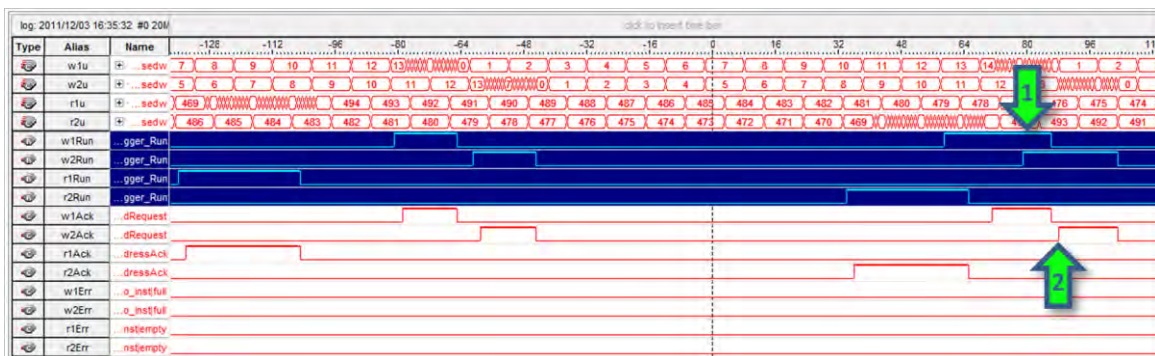 log: 2011/12/03 16:35:32 #0 click to insert time bar
Type Alias Name -128 -112 -96 -80 -64 -48 -32 -16 0 16 32 48 64 80 96 11
w1u ...sedw 7 8 9 10 11 12 13 0 1 2 3 4 5 6 7 8 9 10 11 12 13 14 1 2
w2u ...sedw 5 6 7 8 9 10 11 12 13 0 1 2 3 4 5 6 7 8 9 10 11 12 0
r1u ...sedw 469 494 493 492 491 490 489 488 487 486 485 484 483 482 481 480 479 478 476 475 474
r2u ...sedw 486 485 484 483 482 481 480 479 478 477 476 475 474 473 472 471 470 469 493 492 491
w1Run ...gger_Run
w2Run ...gger_Run
r1Run ...gger_Run
r2Run ...gger_Run
w1Ack ...dRequest
w2Ack ...dRequest
r1Ack ...dressAck
r2Ack ...dressAck
w1Err ...o_inst|full
w2Err ...o_inst|full
r1Err ...nst|empty
r2Err ...nst|empty
1
2